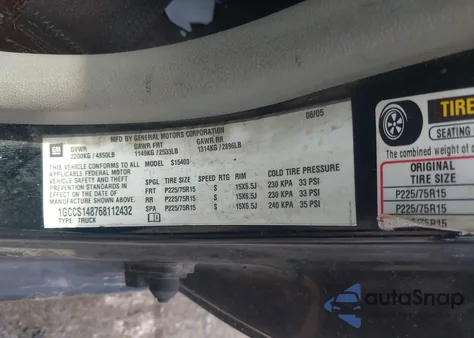 MFD BY GENERAL MOTORS CORPORATION
08/05
GM
GVWR GAWR FRT GAWR RR
2200KG / 4850LB 1149KG / 2533LB 1314KG / 2896LB
THIS VEHICLE CONFORMS TO ALL MODEL S15403
APPLICABLE FEDERAL MOTOR
VEHICLE SAFETY AND THEFT
PREVENTION STANDARDS IN
EFFECT ON THE DATE OF
MANUFACTURE SHOWN ABOVE
1GCCS148768112432
TYPE: TRUCK
COLD TIRE PRESSURE
SPGL TIRE SIZE SPEED RTG RIM
FRT P225/75R15 S 15X6.5J 230 KPA 33 PSI
RR P225/75R15 S 15X6.5J 230 KPA 33 PSI
SPA P225/75R15 S 15X6.5J 240 KPA 35 PSI
TIRE
SEATING
The combined weight of
ORIGINAL
TIRE SIZE
P225/75R15
P225/75R15
P225/75R15
autoSnap